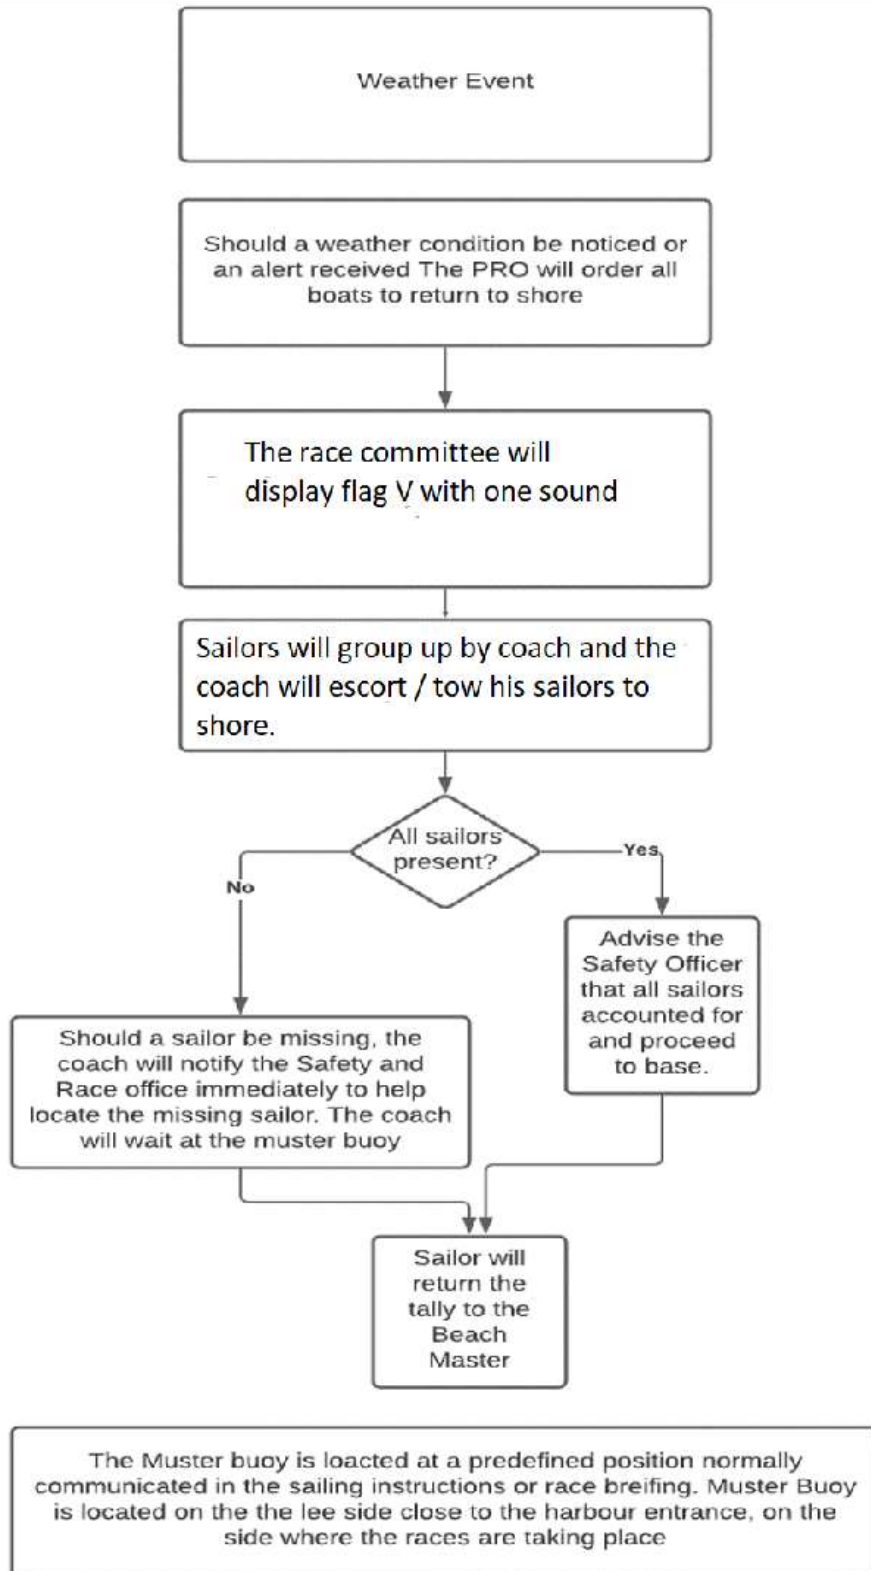 Weather Event
Should a weather condition be noticed or
an alert received The PRO will order all
boats to return to shore
The race committee will
display flag V with one sound
Sailors will group up by coach and the
coach will escort / tow his sailors to
shore.
All sailors
present?
Yes
No
Advise the
Safety Officer
that all sailors
accounted for
and proceed
to base.
Should a sailor be missing, the
coach will notify the Safety and
Race office immediately to help
locate the missing sailor. The coach
will wait at the muster buoy
Sailor will
return the
tally to the
Beach
Master
The Muster buoy is loacted at a predefined position normally
communicated in the sailing instructions or race breifing. Muster Buoy
is located on the the lee side close to the harbour entrance, on the
side where the races are taking place